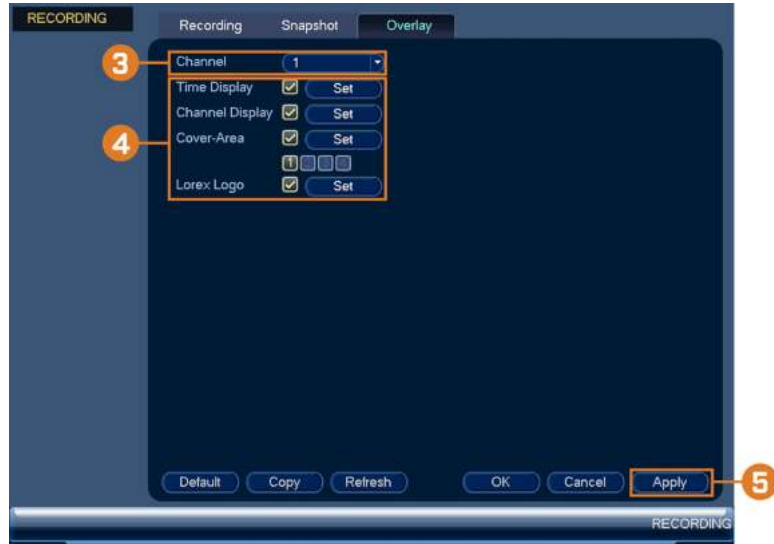 RECORDING
Recording Snapshot Overlay
3 Channel 1
Time Display Set
Channel Display Set
4 Cover-Area Set
1
Lorex Logo Set
Default Copy Refresh OK Cancel Apply 5
RECORDING